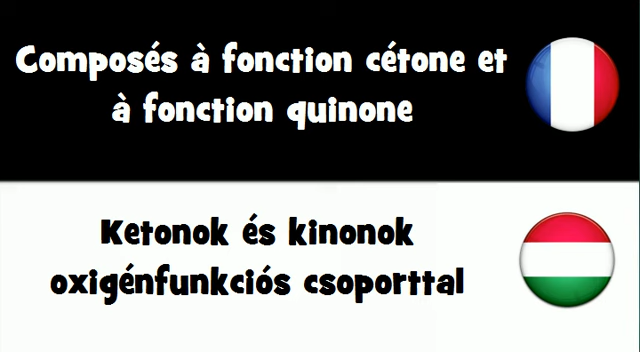 Composés à fonction cétone et
à fonction quinone
Ketonok és kinonok
oxigénfunkciós csoporttal